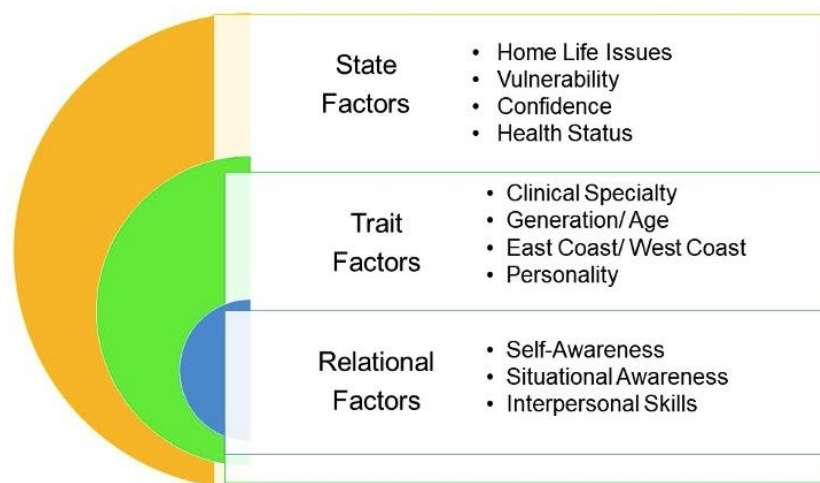 State
Factors
• Home Life Issues
• Vulnerability
• Confidence
• Health Status
Trait
Factors
• Clinical Specialty
• Generation/ Age
• East Coast/ West Coast
• Personality
Relational
Factors
• Self-Awareness
• Situational Awareness
• Interpersonal Skills